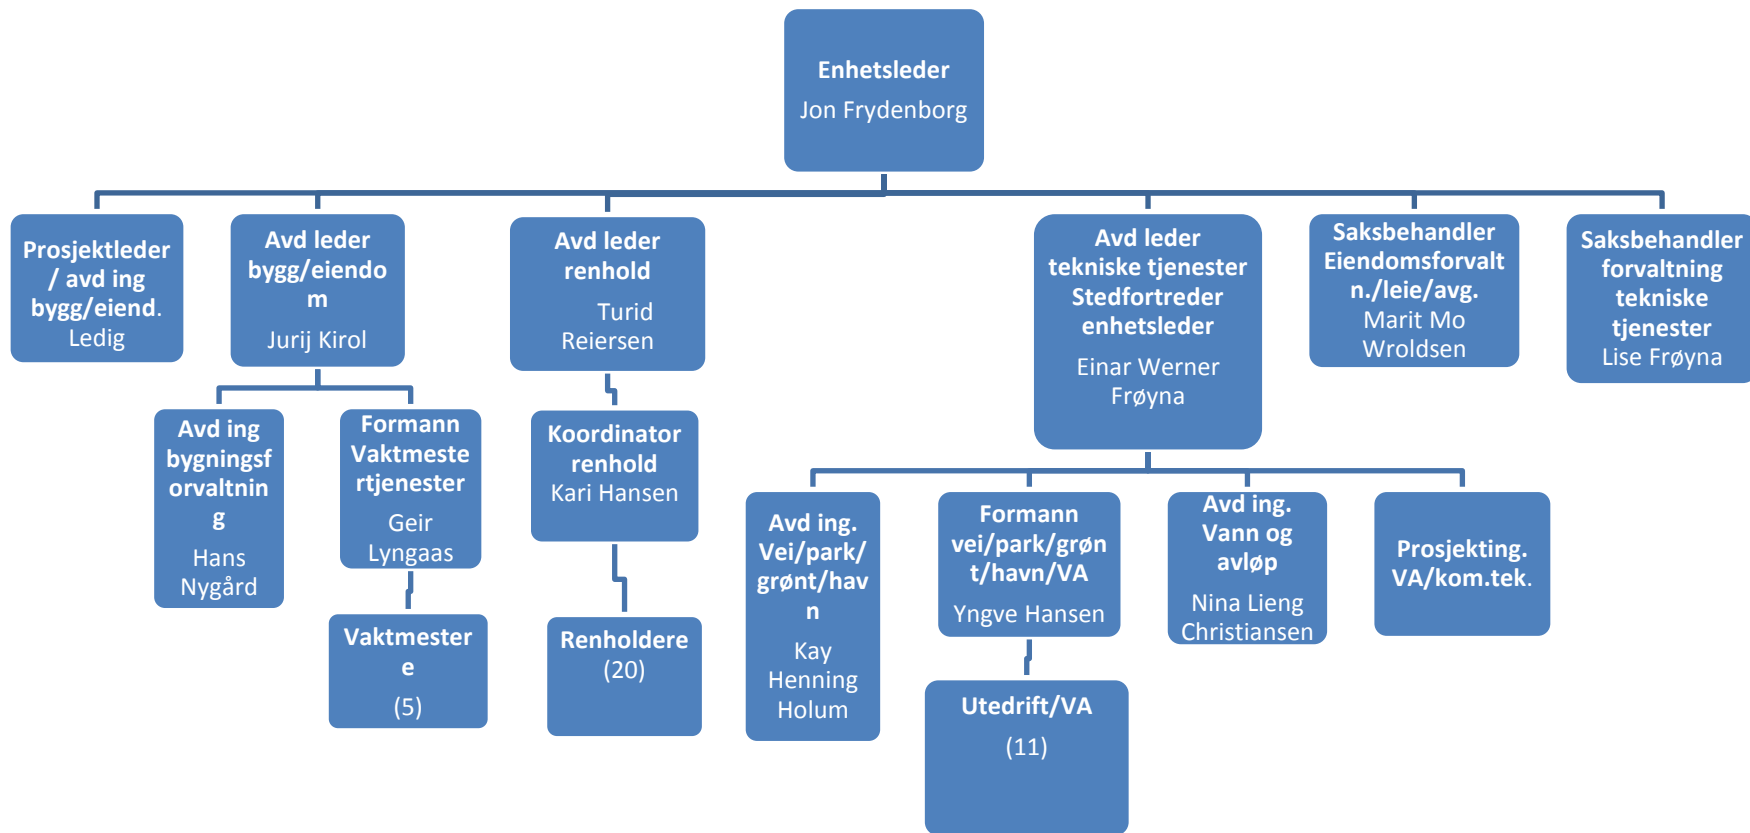 Enhetsleder
Jon Frydenborg
Prosjektleder
/ avd ing
bygg/eiend.
Ledig
Avd leder
bygg/eiendo
m
Jurij Kirol
Avd leder
renhold
Turid
Reiersen
Avd leder
tekniske tjenester
Stedfortreder
enhetsleder
Einar Werner
Frøyna
Saksbehandler
Eiendomsforvalt
n./leie/avg.
Marit Mo
Wroldsen
Saksbehandler
forvaltning
tekniske
tjenester
Lise Frøyna
Avd ing
bygningsf
orvaltnin
g
Hans
Nygård
Formann
Vaktmeste
rtjenester
Geir
Lyngaas
Koordinator
renhold
Kari Hansen
Avd ing.
Vei/park/
grønt/hav
n
Kay
Henning
Holum
Formann
vei/park/grøn
t/havn/VA
Yngve Hansen
Avd ing.
Vann og
avløp
Nina Lieng
Christiansen
Prosjekting.
VA/kom.tek.
Vaktmester
e
(5)
Renholdere
(20)
Utedrift/VA
(11)